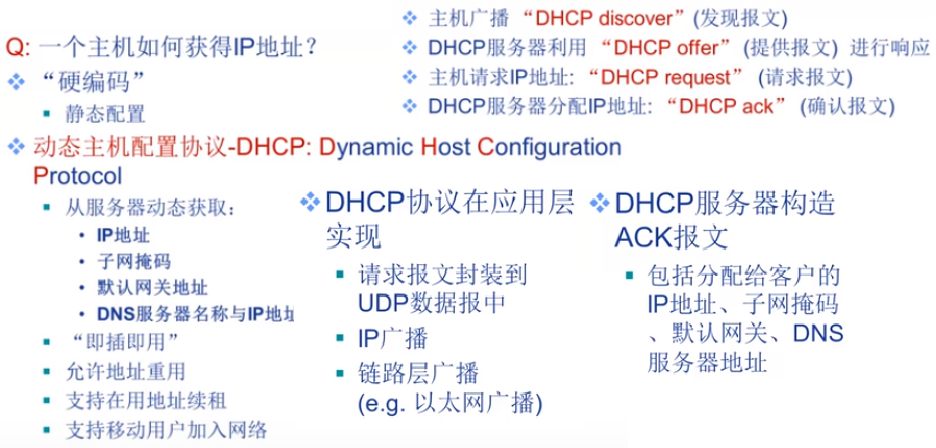 Q: 一个主机如何获得IP地址？
“硬编码”
静态配置
主机广播 “DHCP discover” (发现报文)
DHCP服务器利用 “DHCP offer” (提供报文) 进行响应
主机请求IP地址: “DHCP request” (请求报文)
DHCP服务器分配IP地址: “DHCP ack” (确认报文)
动态主机配置协议-DHCP: Dynamic Host Configuration
Protocol
从服务器动态获取：
IP地址
子网掩码
默认网关地址
DNS服务器名称与IP地址
“即插即用”
允许地址重用
支持在用地址续租
支持移动用户加入网络
DHCP协议在应用层
实现
请求报文封装到
UDP数据报中
IP广播
链路层广播
(e.g. 以太网广播)
DHCP服务器构造
ACK报文
包括分配给客户的
IP地址、子网掩码
、默认网关、DNS
服务器地址